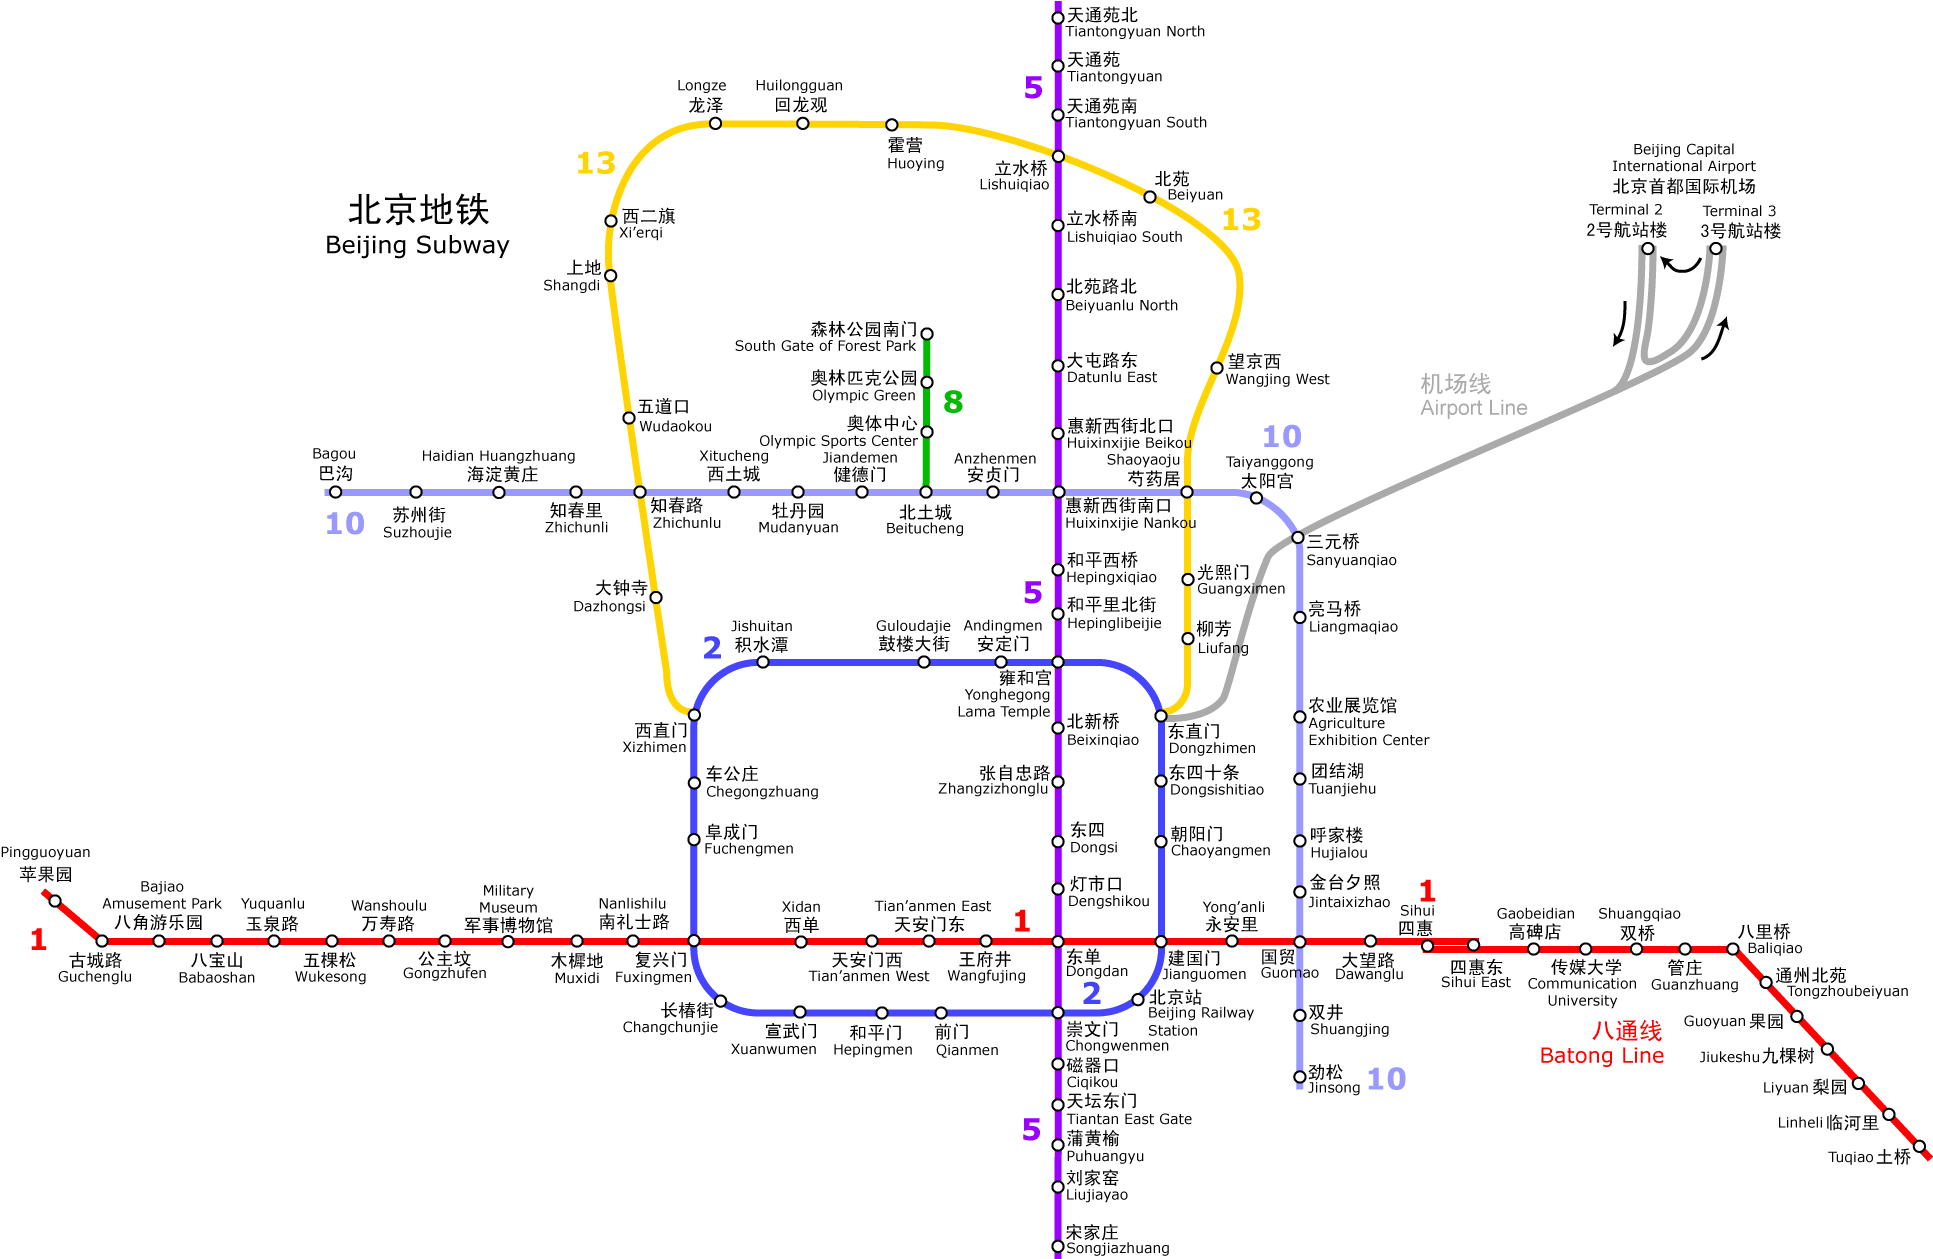 北京地铁
Beijing Subway
天通苑北
Tiantongyuan North
天通苑
Tiantongyuan
5
天通苑南
Tiantongyuan South
Longze
龙泽
Huilongguan
回龙观
霍营
Huoying
13
立水桥
Lishuiqiao
北苑
Beiyuan
13
西二旗
Xi'erqi
上地
Shangdi
立水桥南
Lishuiqiao South
北苑路北
Beiyuanlu North
Beijing Capital
International Airport
北京首都国际机场
Terminal 2
2号航站楼
Terminal 3
3号航站楼
机场线
Airport Line
森林公园南门
South Gate of Forest Park
奥林匹克公园
Olympic Green
8
奥体中心
Olympic Sports Center
大屯路东
Datunlu East
望京西
Wangjing West
五道口
Wudaokou
惠新西街北口
Huixinxijie Beikou
Bagou
巴沟
10
苏州街
Suzhoujie
Haidian Huangzhuang
海淀黄庄
知春里
Zhichunli
知春路
Zhichunlu
Xitucheng
西土城
牡丹园
Mudanyuan
Jiandemen
健德门
北土城
Beitucheng
Anzhenmen
安贞门
惠新西街南口
Huixinxijie Nankou
Shaoyaoju
芍药居
10
Taiyanggong
太阳宫
三元桥
Sanyuanqiao
大钟寺
Dazhongsi
和平西桥
Hepingxiqiao
5
和平里北街
Hepinglibeijie
光熙门
Guangximen
柳芳
Liufang
亮马桥
Liangmaqiao
2
Jishuitan
积水潭
Guloudajie
鼓楼大街
Andingmen
安定门
雍和宫
Yonghegong
Lama Temple
西直门
Xizhimen
北新桥
Beixinqiao
东直门
Dongzhimen
农业展览馆
Agriculture
Exhibition Center
车公庄
Chegongzhuang
张自忠路
Zhangzizhonglu
东四十条
Dongsishitiao
团结湖
Tuanjiehu
阜成门
Fuchengmen
东四
Dongsi
朝阳门
Chaoyangmen
呼家楼
Hujialou
灯市口
Dengshikou
金台夕照
Jintaixizhao
Pingguoyuan
苹果园
1
古城路
Guchenglu
Bajiao
Amusement Park
八角游乐园
八宝山
Babaoshan
Yuquanlu
玉泉路
五棵松
Wukesong
Wanshoulu
万寿路
公主坟
Gongzhufen
Military
Museum
军事博物馆
木樨地
Muxidi
Nanlishilu
南礼士路
复兴门
Fuxingmen
Xidan
西单
天安门西
Tian'anmen West
Tian'anmen East
天安门东
王府井
Wangfujing
1
东单
Dongdan
建国门
Jianguomen
Yong'anli
永安里
国贸
Guomao
大望路
Dawanglu
1
Sihui
四惠
四惠东
Sihui East
Gaobeidian
高碑店
传媒大学
Communication
University
Shuangqiao
双桥
管庄
Guanzhuang
八里桥
Baliqiao
通州北苑
Tongzhoubeiyuan
Guoyuan 果园
Jiukeshu 九棵树
Liyuan 梨园
Linheli 临河里
Tuqiao 土桥
八通线
Batong Line
长椿街
Changchunjie
宣武门
Xuanwumen
和平门
Hepingmen
前门
Qianmen
2
崇文门
Chongwenmen
北京站
Beijing Railway
Station
双井
Shuangjing
劲松
Jinsong
10
磁器口
Ciqikou
天坛东门
Tiantan East Gate
5
蒲黄榆
Puhuangyu
刘家窑
Liujiayao
宋家庄
Songjiazhuang